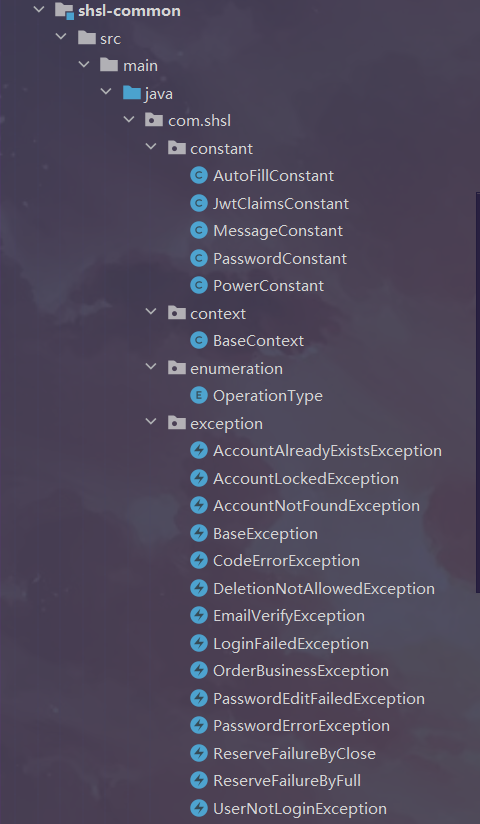 shsl-common
src
main
java
com.shsl
constant
AutoFillConstant
JwtClaimsConstant
MessageConstant
PasswordConstant
PowerConstant
context
BaseContext
enumeration
OperationType
exception
AccountAlreadyExistsException
AccountLockedException
AccountNotFoundException
BaseException
CodeErrorException
DeletionNotAllowedException
EmailVerifyException
LoginFailedException
OrderBusinessException
PasswordEditFailedException
PasswordErrorException
ReserveFailureByClose
ReserveFailureByFull
UserNotLoginException